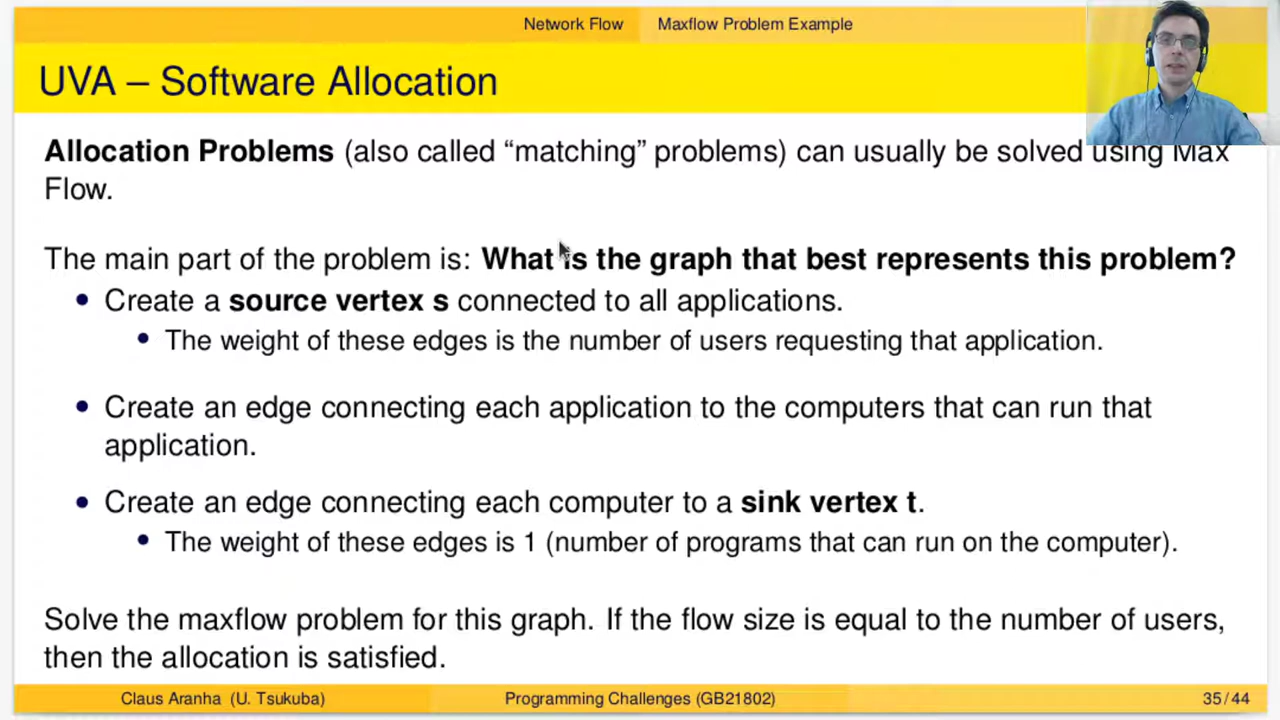 Network Flow Maxflow Problem Example
UVA – Software Allocation
Allocation Problems (also called “matching” problems) can usually be solved using Max
Flow.
The main part of the problem is: What is the graph that best represents this problem?
• Create a source vertex s connected to all applications.
• The weight of these edges is the number of users requesting that application.
• Create an edge connecting each application to the computers that can run that
application.
• Create an edge connecting each computer to a sink vertex t.
• The weight of these edges is 1 (number of programs that can run on the computer).
Solve the maxflow problem for this graph. If the flow size is equal to the number of users,
then the allocation is satisfied.
Claus Aranha (U. Tsukuba) Programming Challenges (GB21802) 35 / 44